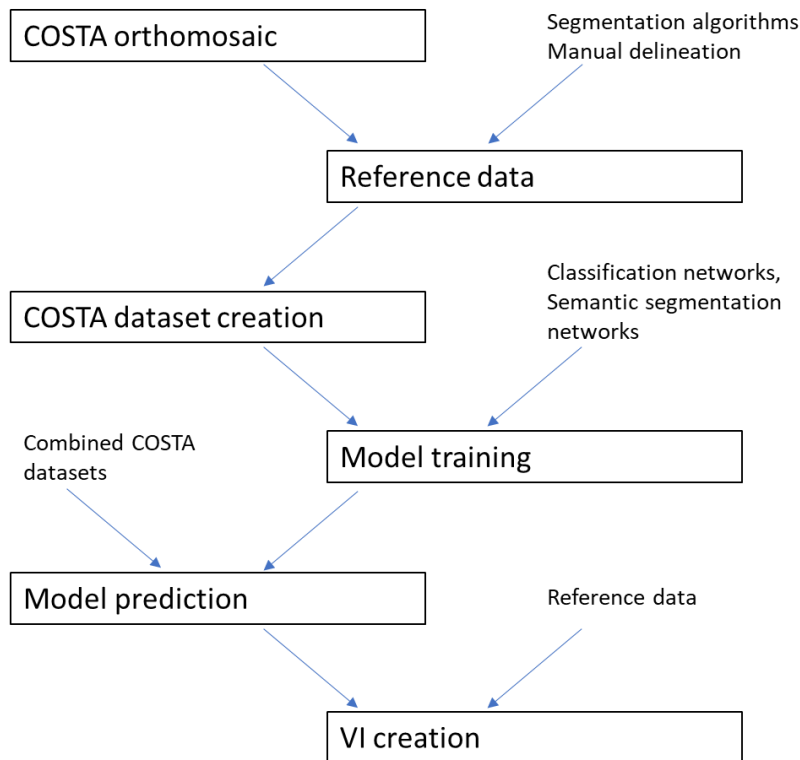 COSTA orthomosaic
Segmentation algorithms
Manual delineation
Reference data
COSTA dataset creation
Classification networks,
Semantic segmentation
networks
Combined COSTA
datasets
Model training
Model prediction
Reference data
VI creation